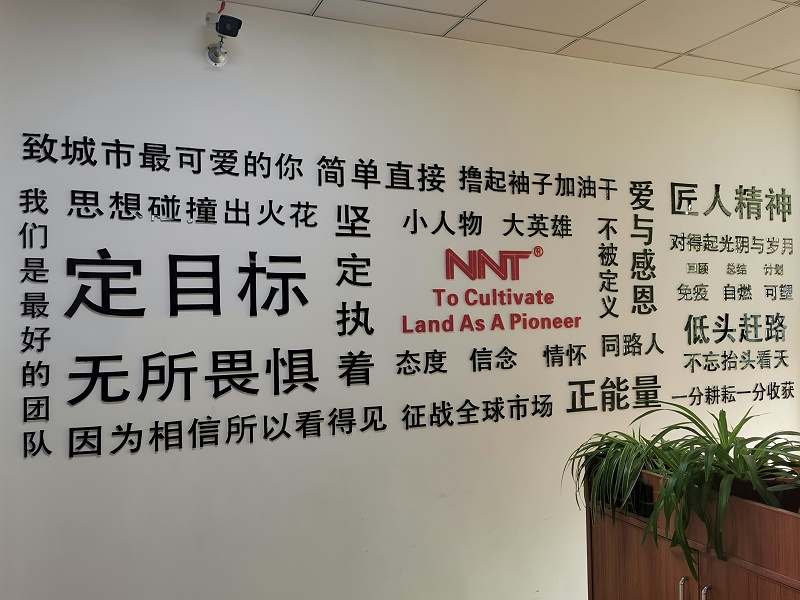 致城市最可爱的你
简单直接
撸起袖子加油干
我们是最好的团队
思想碰撞出火花
坚定执着
小人物 大英雄
不被定义
爱与感恩
匠人精神
定目标
NNT®
To Cultivate
Land As A Pioneer
对得起光阴与岁月
回顾 总结 计划
免疫 自燃 可塑
无所畏惧
态度 信念 情怀
同路人
低头赶路
不忘抬头看天
因为相信所以看得见
征战全球市场
正能量
一分耕耘一分收获